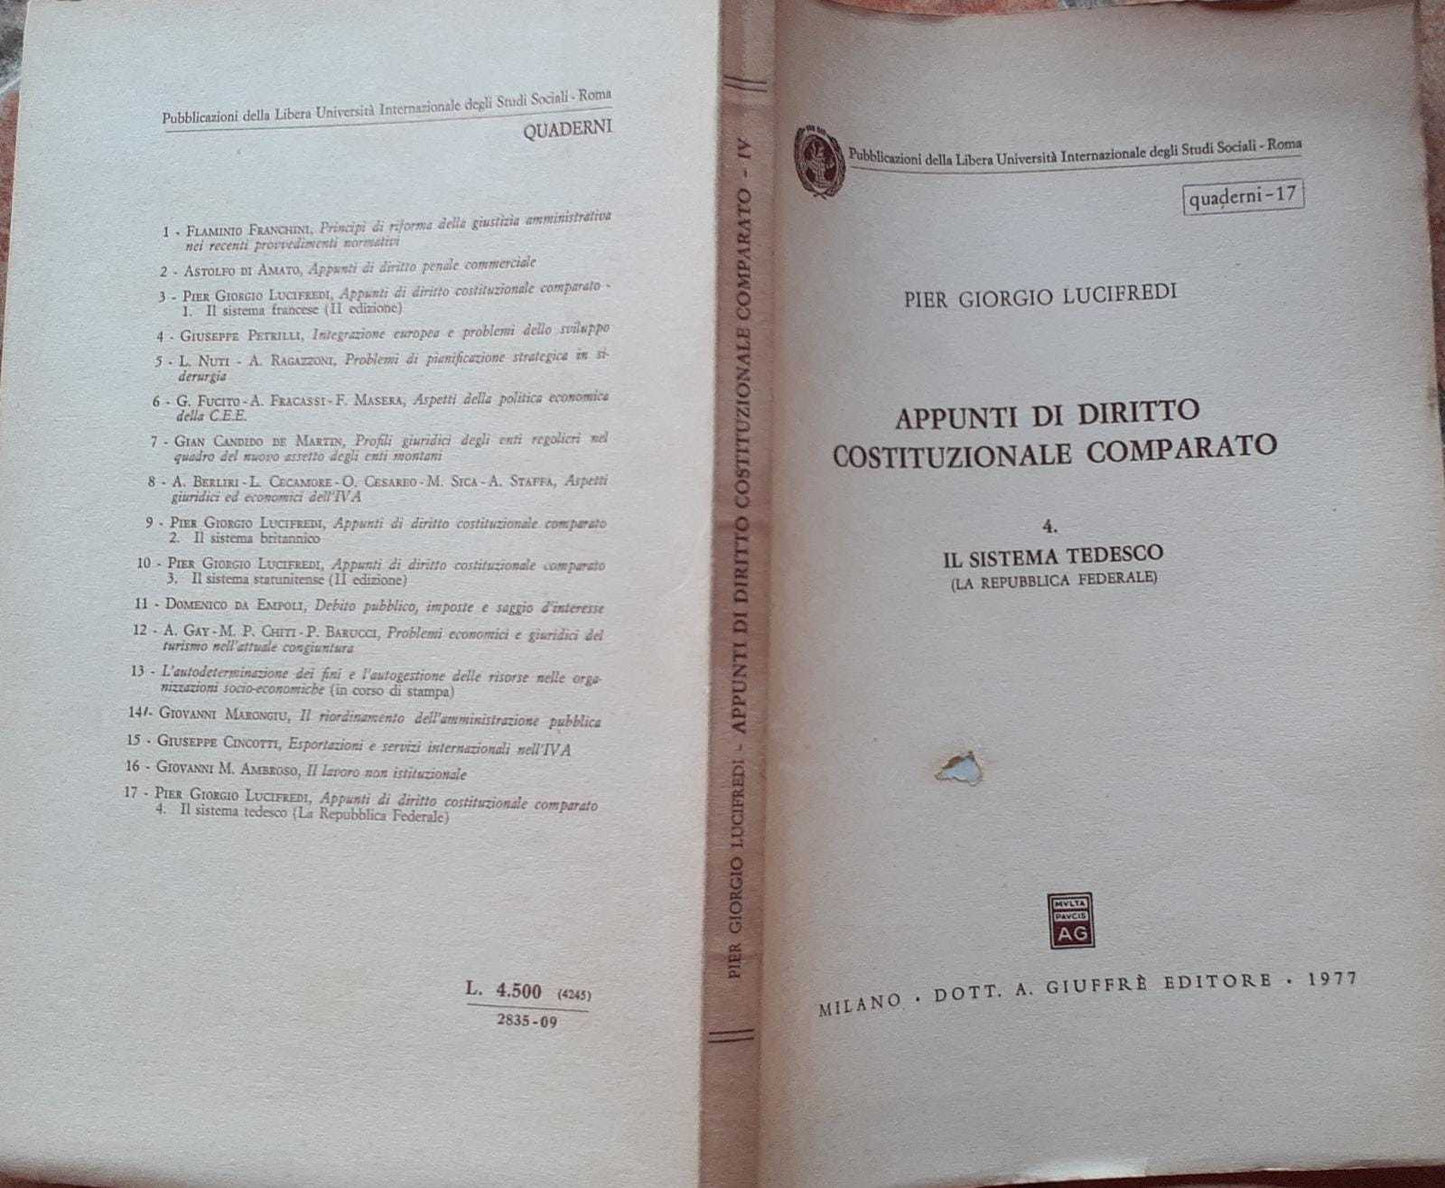 Pubblicazioni della Libera Università Internazionale degli Studi Sociali - Roma
QUADERNI
1 - FLAMINIO FRANCHINI, Principi di riforma della giustizia amministrativa
nei recenti provvedimenti normativi
2 - ASTOLFO DI AMATO, Appunti di diritto penale commerciale
3 - PIER GIORGIO LUCIFREDI, Appunti di diritto costituzionale comparato -
1. Il sistema francese (II edizione)
4 - GIUSEPPE PETRILLI, Integrazione europea e problemi dello sviluppo
5 - L. NUTI - A. RAGAZZONI, Problemi di pianificazione strategica in si-
derurgia
6 - G. FUCITO - A. FRACASSI - F. MASERA, Aspetti della politica economica
della C.E.E.
7 - GIAN CANDIDO DE MARTIN, Profili giuridici degli enti regolieri nel
quadro del nuovo assetto degli enti montani
8 - A. BERLIRI - L. CECAMORE - O. CESAREO - M. SICA - A. STAFFA, Aspetti
giuridici ed economici dell'IVA
9 - PIER GIORGIO LUCIFREDI, Appunti di diritto costituzionale comparato
2. Il sistema britannico
10 - PIER GIORGIO LUCIFREDI, Appunti di diritto costituzionale comparato
3. Il sistema statunitense (II edizione)
11 - DOMENICO DA EMPOLI, Debito pubblico, imposte e saggio d'interesse
12 - A. GAY - M. P. CHITI - P. BARUCCI, Problemi economici e giuridici del
turismo nell'attuale congiuntura
13 - L'autodeterminazione dei fini e l'autogestione delle risorse nelle orga-
nizzazioni socio-economiche (in corso di stampa)
14/- GIOVANNI MARONGIU, Il riordinamento dell'amministrazione pubblica
15 - GIUSEPPE CINCOTTI, Esportazioni e servizi internazionali nell'IVA
16 - GIOVANNI M. AMBROSO, Il lavoro non istituzionale
17 - PIER GIORGIO LUCIFREDI, Appunti di diritto costituzionale comparato
4. Il sistema tedesco (La Repubblica Federale)
L. 4.500 (4245)
2835-09
PIER GIORGIO LUCIFREDI - APPUNTI DI DIRITTO COSTITUZIONALE COMPARATO - IV
Pubblicazioni della Libera Università Internazionale degli Studi Sociali - Roma
quaderni - 17
PIER GIORGIO LUCIFREDI
APPUNTI DI DIRITTO
COSTITUZIONALE COMPARATO
4.
IL SISTEMA TEDESCO
(LA REPUBBLICA FEDERALE)
MVLTA
PAVCIS
AG
MILANO • DOTT. A. GIUFFRÈ EDITORE • 1977